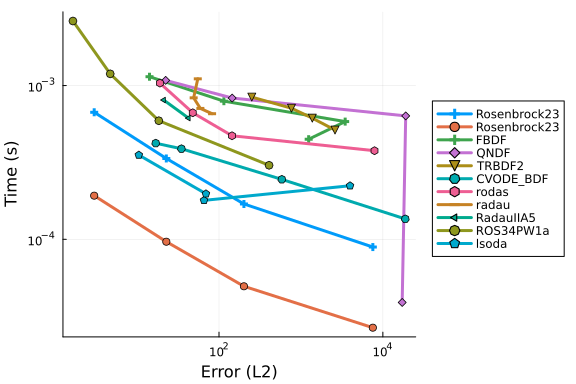 10⁻³
10⁻⁴
Time (s)
10²
10⁴
Error (L2)
Rosenbrock23
Rosenbrock23
FBDF
QNDF
TRBDF2
CVODE_BDF
rodas
radau
RadauIIA5
ROS34PW1a
lsoda